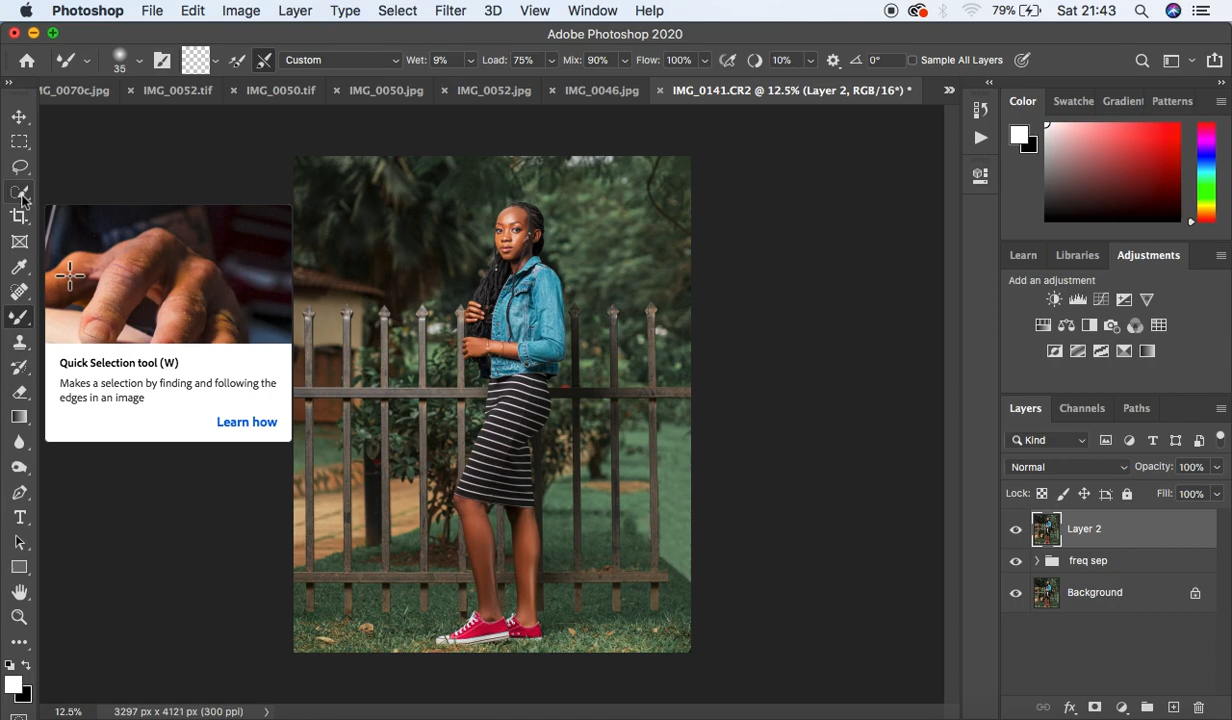 Photoshop File Edit Image Layer Type Select Filter 3D View Window Help 79% Sat 21:43
Adobe Photoshop 2020
35 Custom Wet: 9% Load: 75% Mix: 90% Flow: 100% 10% 0° Sample All Layers
G_0070c.jpg × IMG_0052.tif × IMG_0050.tif × IMG_0050.jpg × IMG_0052.jpg × IMG_0046.jpg × IMG_0141.CR2 @ 12.5% (Layer 2, RGB/16*) *
Color Swatche Gradient Patterns
Learn Libraries Adjustments
Add an adjustment
Quick Selection tool (W)
Makes a selection by finding and following the
edges in an image
Learn how
Layers Channels Paths
Kind
Normal Opacity: 100%
Lock: Fill: 100%
Layer 2
freq sep
Background
12.5% 3297 px x 4121 px (300 ppi)